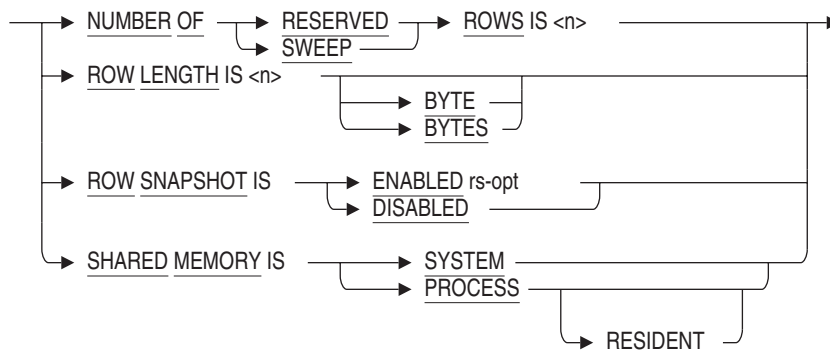 NUMBER OF RESERVED ROWS IS <n>
SWEEP
ROW LENGTH IS <n>
BYTE
BYTES
ROW SNAPSHOT IS ENABLED rs-opt
DISABLED
SHARED MEMORY IS SYSTEM
PROCESS
RESIDENT